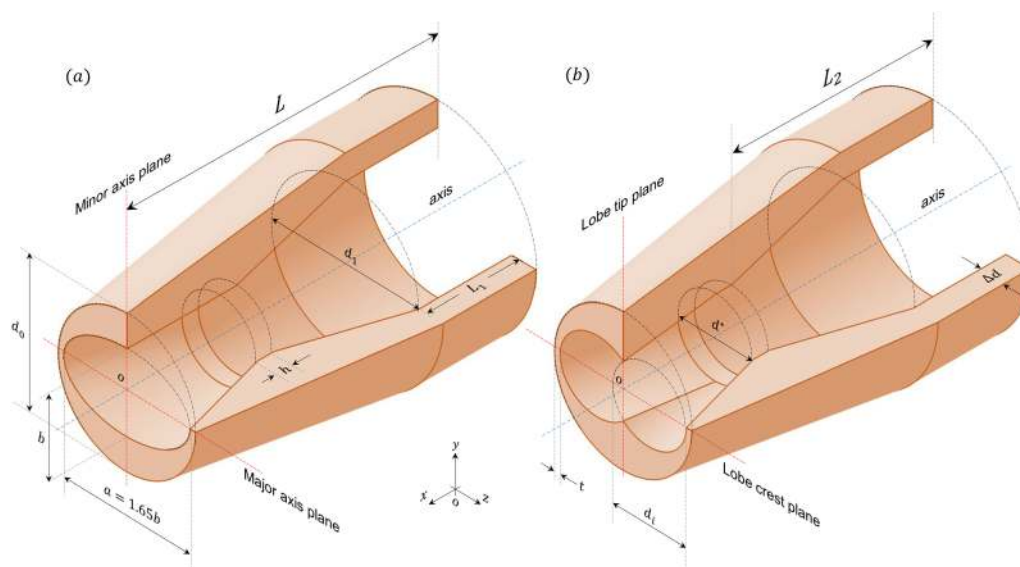 (a)
L
Minor axis plane
axis
d₁
L₁
d₀
o
h
b
a = 1.65b
Major axis plane
y
x
o
z
(b)
L2
Lobe tip plane
axis
Δd
d*
o
t
d_i
Lobe crest plane